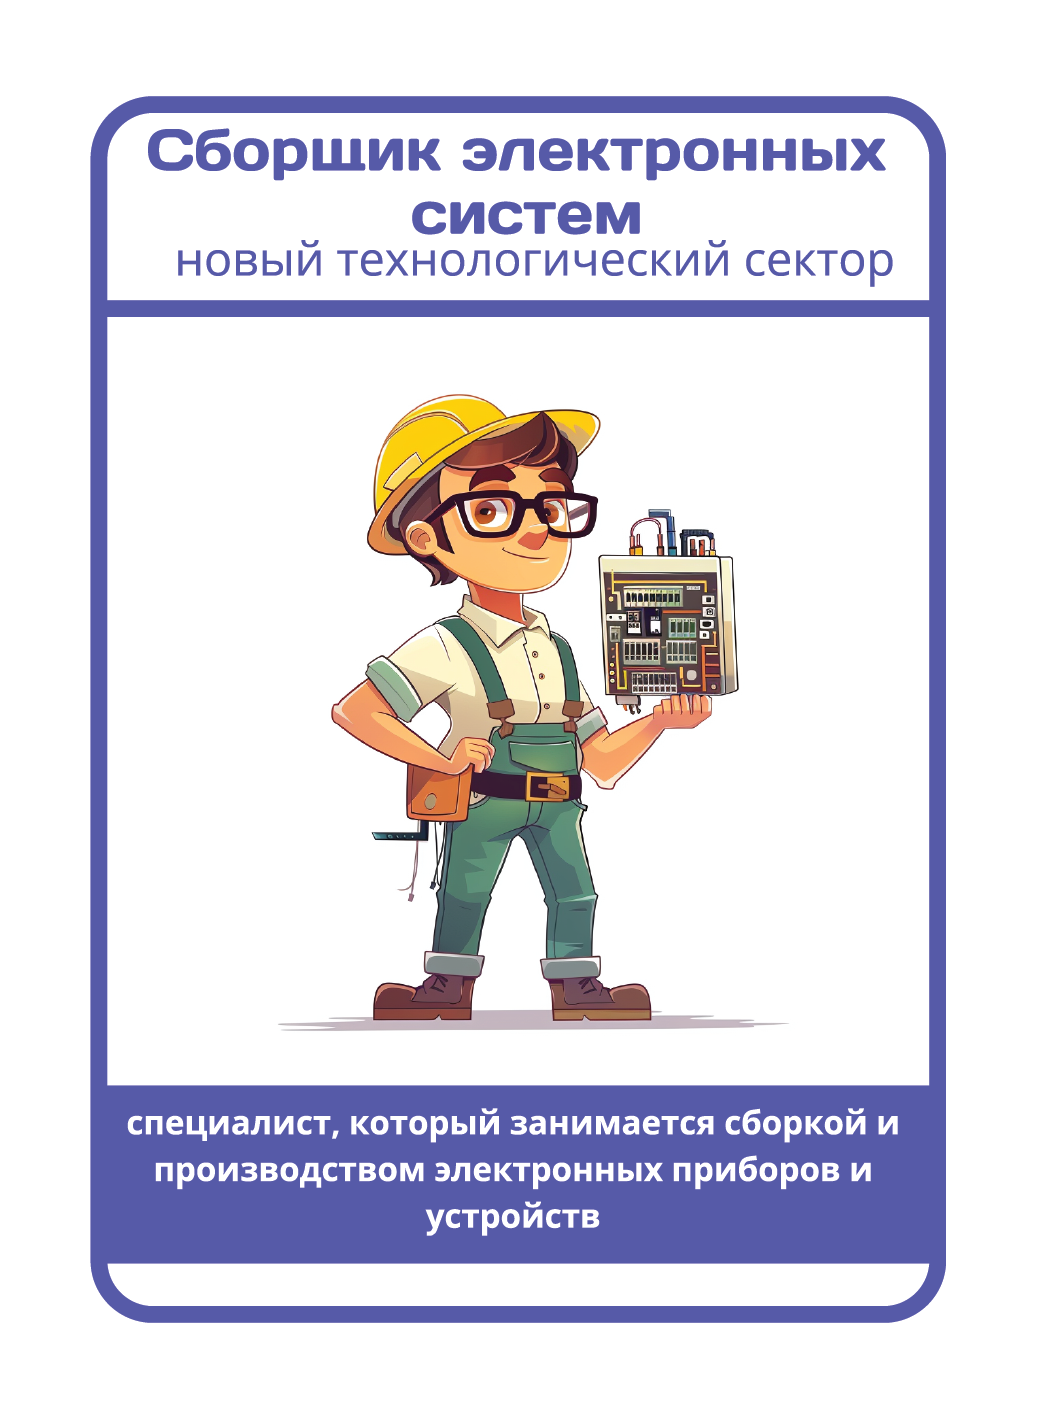 Сборщик электронных
систем
новый технологический сектор
специалист, который занимается сборкой и
производством электронных приборов и
устройств